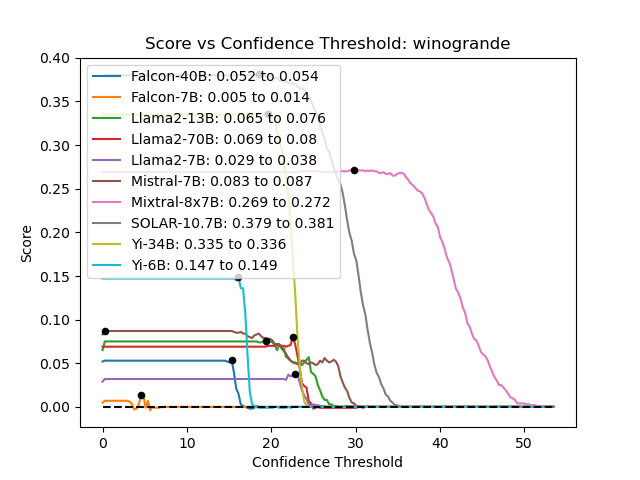 Score vs Confidence Threshold: winogrande
0.40
0.35
0.30
0.25
0.20
0.15
0.10
0.05
0.00
Score
Falcon-40B: 0.052 to 0.054
Falcon-7B: 0.005 to 0.014
Llama2-13B: 0.065 to 0.076
Llama2-70B: 0.069 to 0.08
Llama2-7B: 0.029 to 0.038
Mistral-7B: 0.083 to 0.087
Mixtral-8x7B: 0.269 to 0.272
SOLAR-10.7B: 0.379 to 0.381
Yi-34B: 0.335 to 0.336
Yi-6B: 0.147 to 0.149
0 10 20 30 40 50
Confidence Threshold